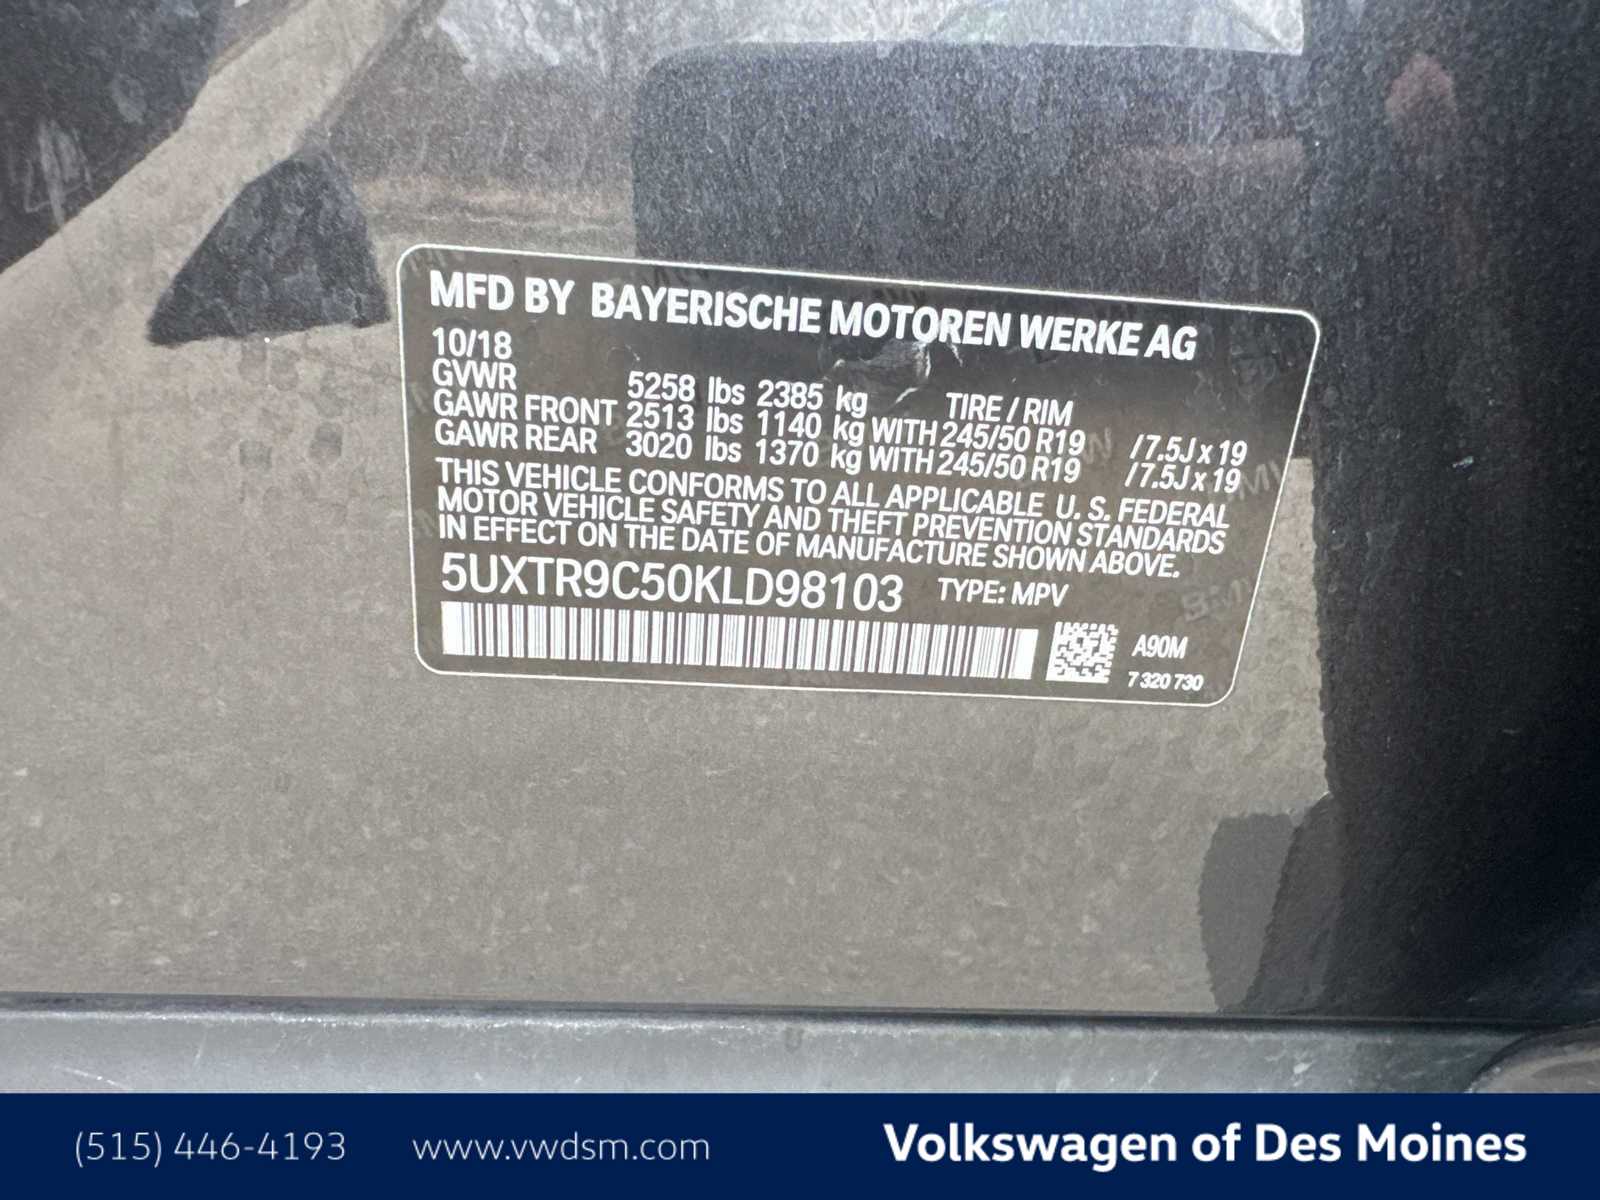 MFD BY BAYERISCHE MOTOREN WERKE AG
10/18
GVWR 5258 lbs 2385 kg TIRE / RIM
GAWR FRONT 2513 lbs 1140 kg WITH 245/50 R19 / 7.5J x 19
GAWR REAR 3020 lbs 1370 kg WITH 245/50 R19 / 7.5J x 19
THIS VEHICLE CONFORMS TO ALL APPLICABLE U. S. FEDERAL
MOTOR VEHICLE SAFETY AND THEFT PREVENTION STANDARDS
IN EFFECT ON THE DATE OF MANUFACTURE SHOWN ABOVE.
5UXTR9C50KLD98103 TYPE: MPV
A90M
7 320 730
(515) 446-4193 www.vwdsm.com Volkswagen of Des Moines